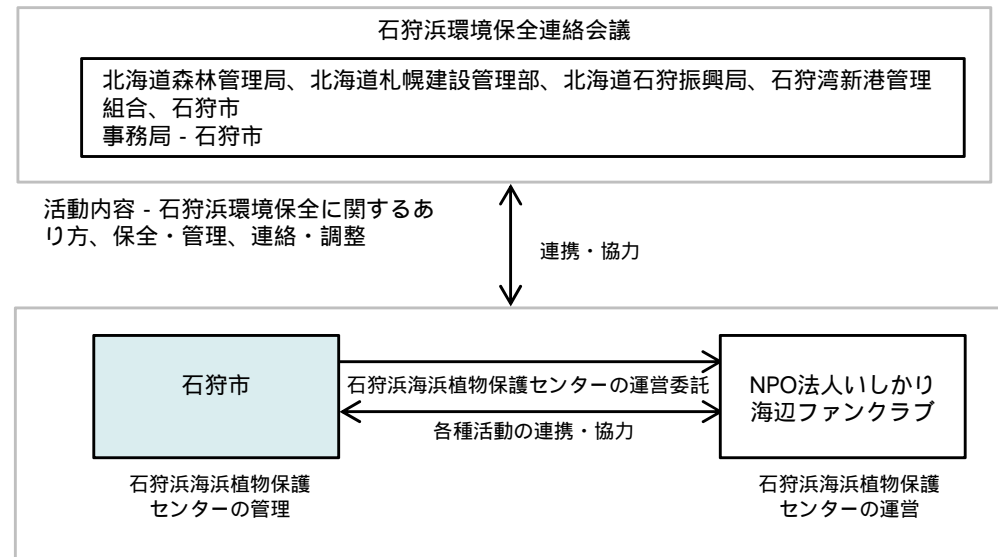 石狩浜環境保全連絡会議
北海道森林管理局、北海道札幌建設管理部、北海道石狩振興局、石狩湾新港管理
組合、石狩市
事務局 - 石狩市
活動内容 - 石狩浜環境保全に関するあ
り方、保全・管理、連絡・調整
連携・協力
石狩市
石狩浜海浜植物保護センターの運営委託
各種活動の連携・協力
NPO法人いしかり
海辺ファンクラブ
石狩浜海浜植物保護
センターの管理
石狩浜海浜植物保護
センターの運営